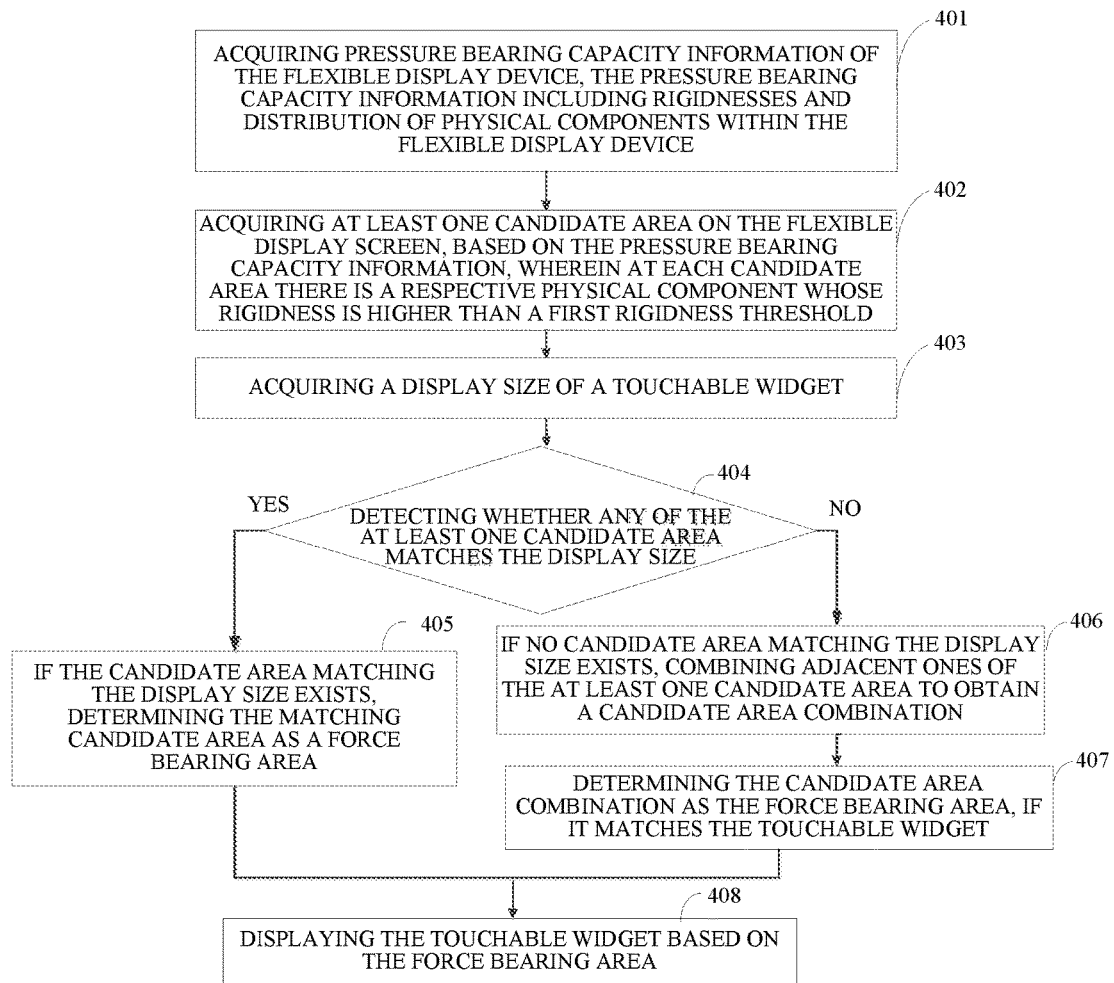 401
ACQUIRING PRESSURE BEARING CAPACITY INFORMATION OF
THE FLEXIBLE DISPLAY DEVICE, THE PRESSURE BEARING
CAPACITY INFORMATION INCLUDING RIGIDNESSES AND
DISTRIBUTION OF PHYSICAL COMPONENTS WITHIN THE
FLEXIBLE DISPLAY DEVICE
402
ACQUIRING AT LEAST ONE CANDIDATE AREA ON THE FLEXIBLE
DISPLAY SCREEN, BASED ON THE PRESSURE BEARING
CAPACITY INFORMATION, WHEREIN AT EACH CANDIDATE
AREA THERE IS A RESPECTIVE PHYSICAL COMPONENT WHOSE
RIGIDNESS IS HIGHER THAN A FIRST RIGIDNESS THRESHOLD
403
ACQUIRING A DISPLAY SIZE OF A TOUCHABLE WIDGET
404
YES
NO
DETECTING WHETHER ANY OF THE
AT LEAST ONE CANDIDATE AREA
MATCHES THE DISPLAY SIZE
405
IF THE CANDIDATE AREA MATCHING
THE DISPLAY SIZE EXISTS,
DETERMINING THE MATCHING
CANDIDATE AREA AS A FORCE
BEARING AREA
406
IF NO CANDIDATE AREA MATCHING THE DISPLAY
SIZE EXISTS, COMBINING ADJACENT ONES OF
THE AT LEAST ONE CANDIDATE AREA TO OBTAIN
A CANDIDATE AREA COMBINATION
407
DETERMINING THE CANDIDATE AREA
COMBINATION AS THE FORCE BEARING AREA, IF
IT MATCHES THE TOUCHABLE WIDGET
408
DISPLAYING THE TOUCHABLE WIDGET BASED ON
THE FORCE BEARING AREA